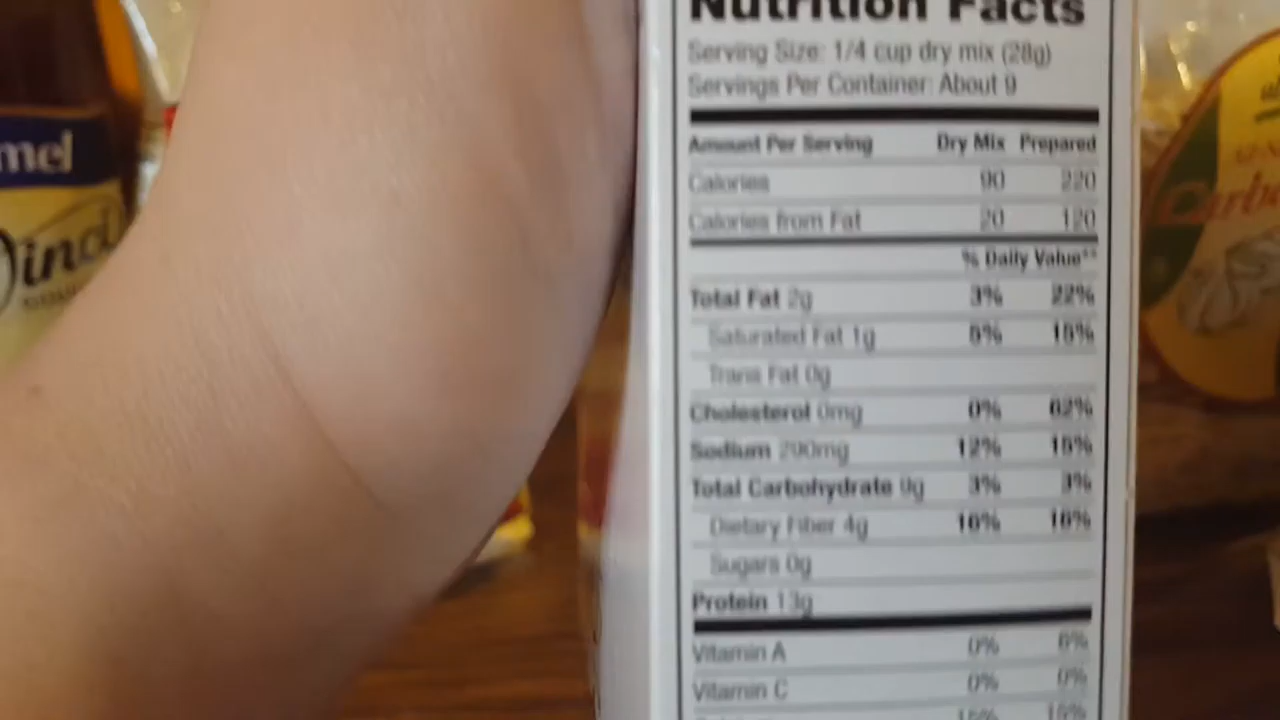 Nutrition Facts
Serving Size: 1/4 cup dry mix (28g)
Servings Per Container: About 9
Amount Per Serving Dry Mix Prepared
Calories 90 220
Calories from Fat 20 120
% Daily Value**
Total Fat 2g 3% 22%
Saturated Fat 1g 5% 15%
Trans Fat 0g
Cholesterol 0mg 0% 62%
Sodium 290mg 12% 15%
Total Carbohydrate 9g 3% 3%
Dietary Fiber 4g 16% 16%
Sugars 0g
Protein 13g
Vitamin A 0% 6%
Vitamin C 0% 0%
15% 15%
mel